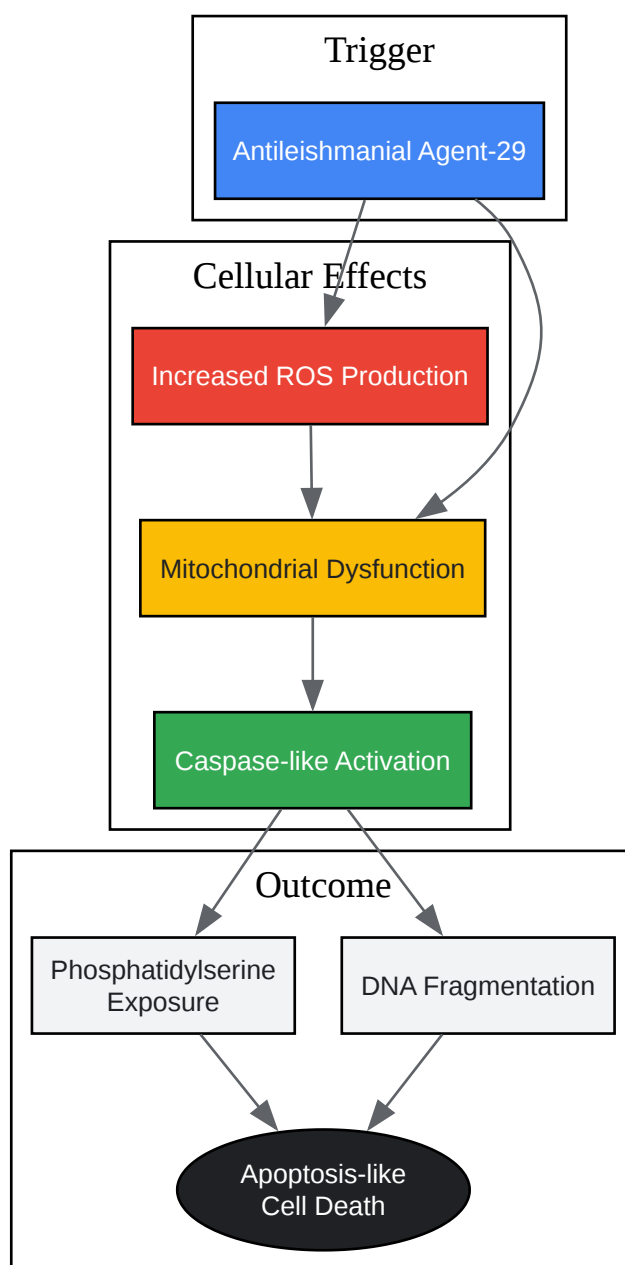 Trigger
Antileishmanial Agent-29
Cellular Effects
Increased ROS Production
Mitochondrial Dysfunction
Caspase-like Activation
Outcome
Phosphatidylserine
Exposure
DNA Fragmentation
Apoptosis-like
Cell Death